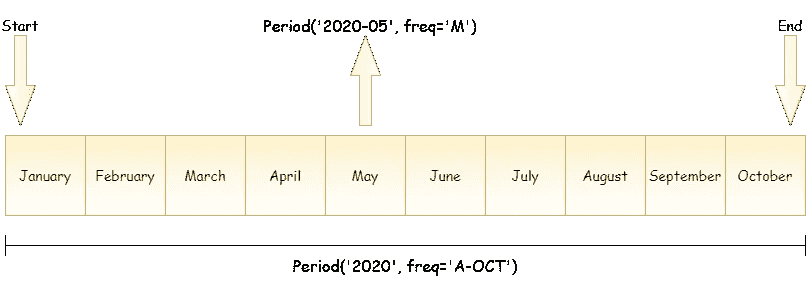 Start Period('2020-05', freq='M') End
January February March April May June July August September October
Period('2020', freq='A-OCT')